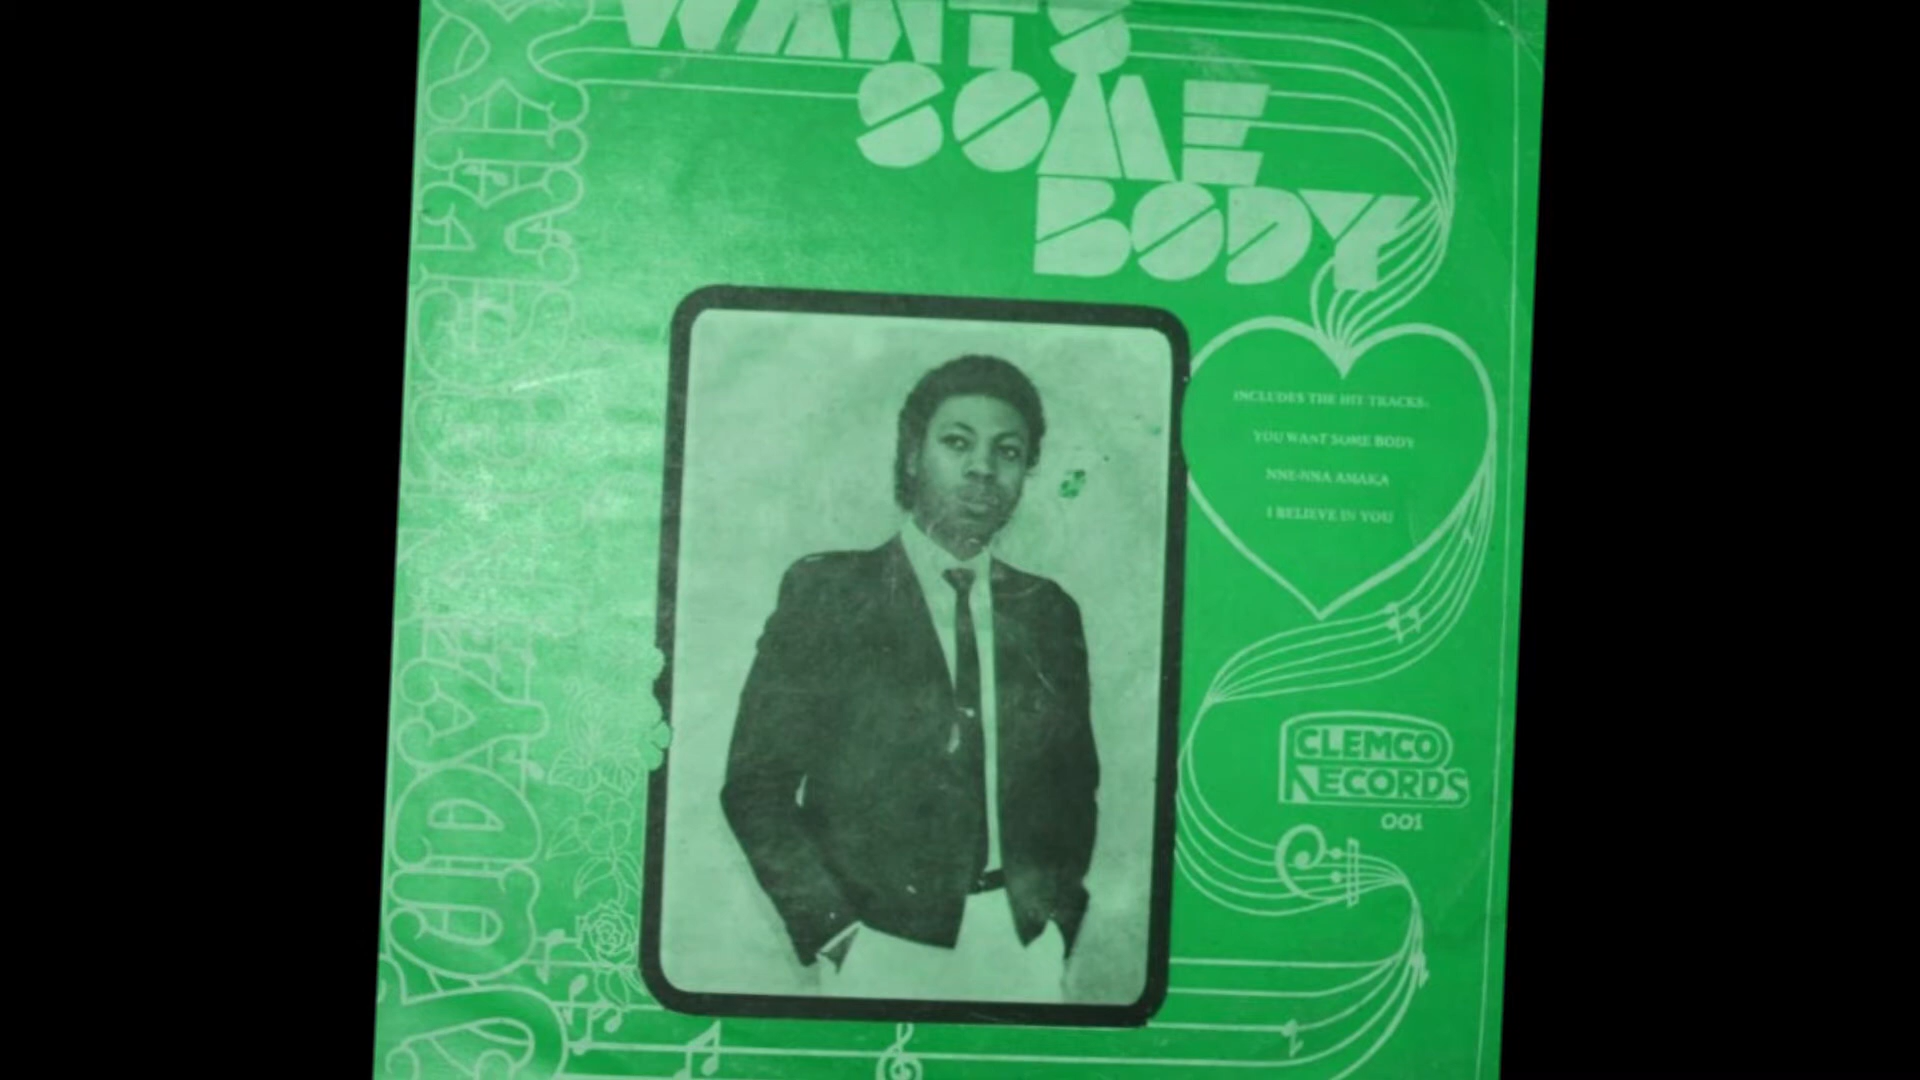 WANTS
SOME
BODY
INCLUDES THE HIT TRACKS-
YOU WANT SOME BODY
NNE-NNA AMAKA
I BELIEVE IN YOU
CLEMCO
RECORDS
001